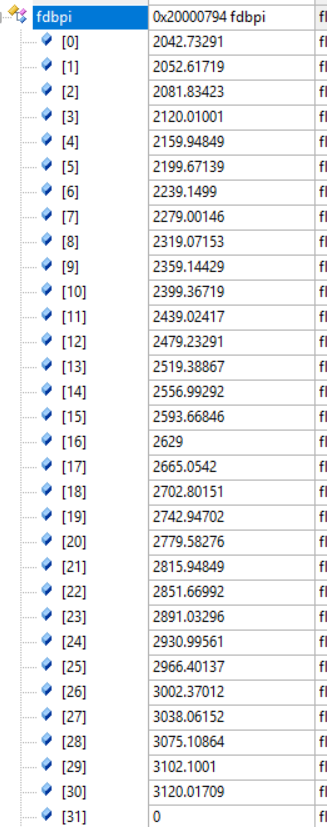 fdbpi 0x20000794 fdbpi fl
[0] 2042.73291 fl
[1] 2052.61719 fl
[2] 2081.83423 fl
[3] 2120.01001 fl
[4] 2159.94849 fl
[5] 2199.67139 fl
[6] 2239.1499 fl
[7] 2279.00146 fl
[8] 2319.07153 fl
[9] 2359.14429 fl
[10] 2399.36719 fl
[11] 2439.02417 fl
[12] 2479.23291 fl
[13] 2519.38867 fl
[14] 2556.99292 fl
[15] 2593.66846 fl
[16] 2629 fl
[17] 2665.0542 fl
[18] 2702.80151 fl
[19] 2742.94702 fl
[20] 2779.58276 fl
[21] 2815.94849 fl
[22] 2851.66992 fl
[23] 2891.03296 fl
[24] 2930.99561 fl
[25] 2966.40137 fl
[26] 3002.37012 fl
[27] 3038.06152 fl
[28] 3075.10864 fl
[29] 3102.1001 fl
[30] 3120.01709 fl
[31] 0 fl